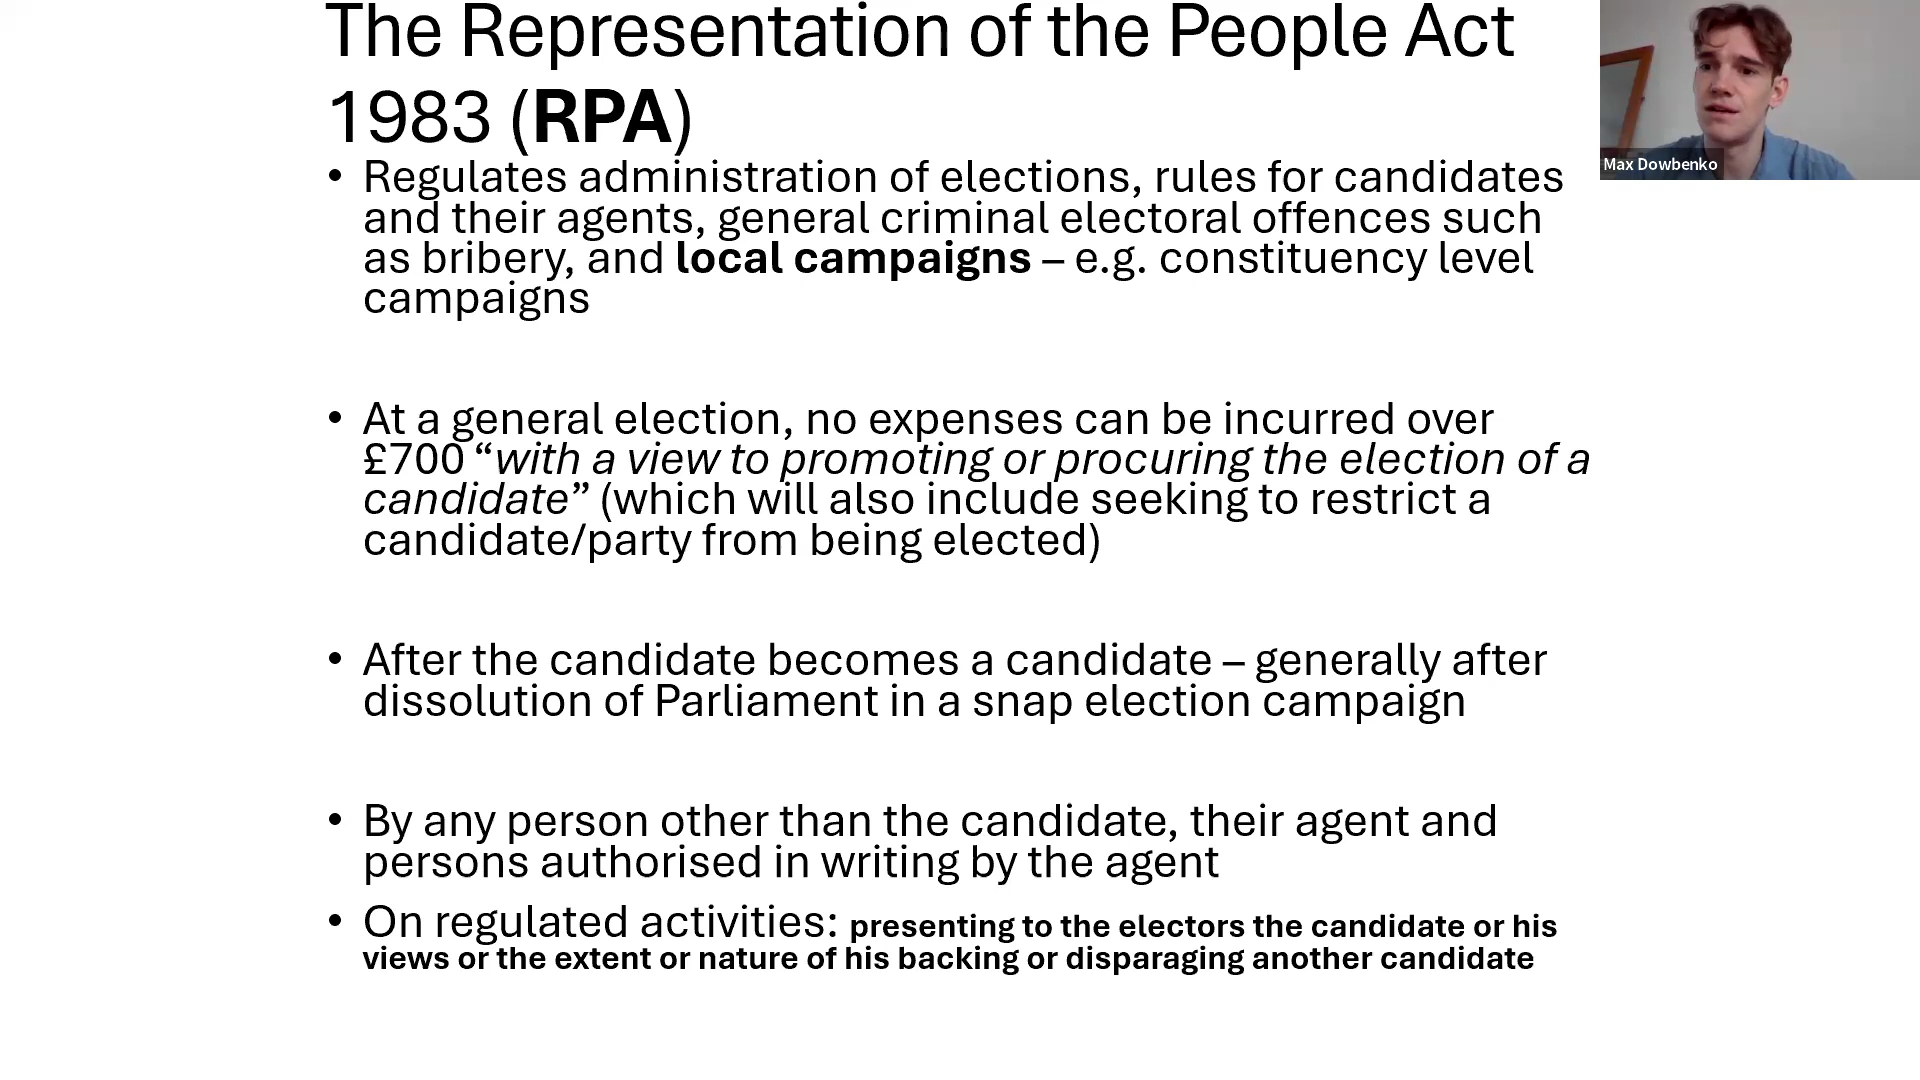 The Representation of the People Act
1983 (RPA)
• Regulates administration of elections, rules for candidates
and their agents, general criminal electoral offences such
as bribery, and local campaigns – e.g. constituency level
campaigns
• At a general election, no expenses can be incurred over
£700 “with a view to promoting or procuring the election of a
candidate” (which will also include seeking to restrict a
candidate/party from being elected)
• After the candidate becomes a candidate – generally after
dissolution of Parliament in a snap election campaign
• By any person other than the candidate, their agent and
persons authorised in writing by the agent
• On regulated activities: presenting to the electors the candidate or his
views or the extent or nature of his backing or disparaging another candidate
Max Dowbenko